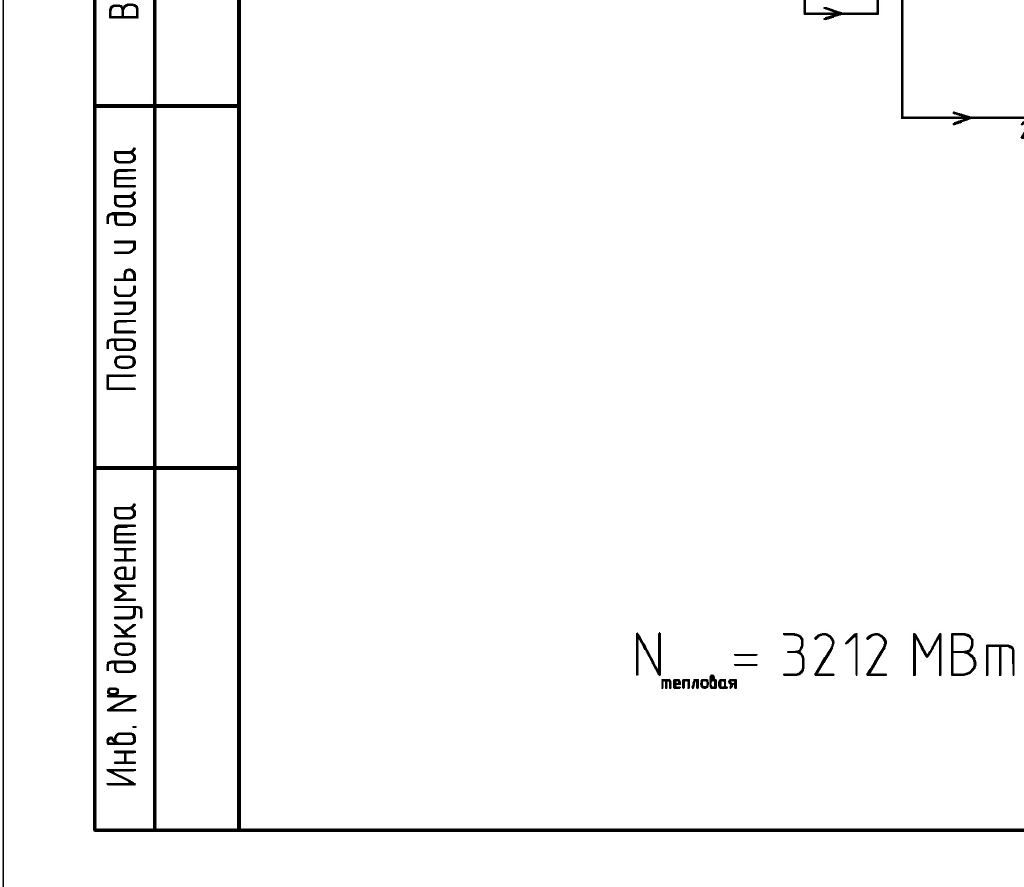 Подпись и дата
Инв. № документа
Nтепловая = 3212 МВт